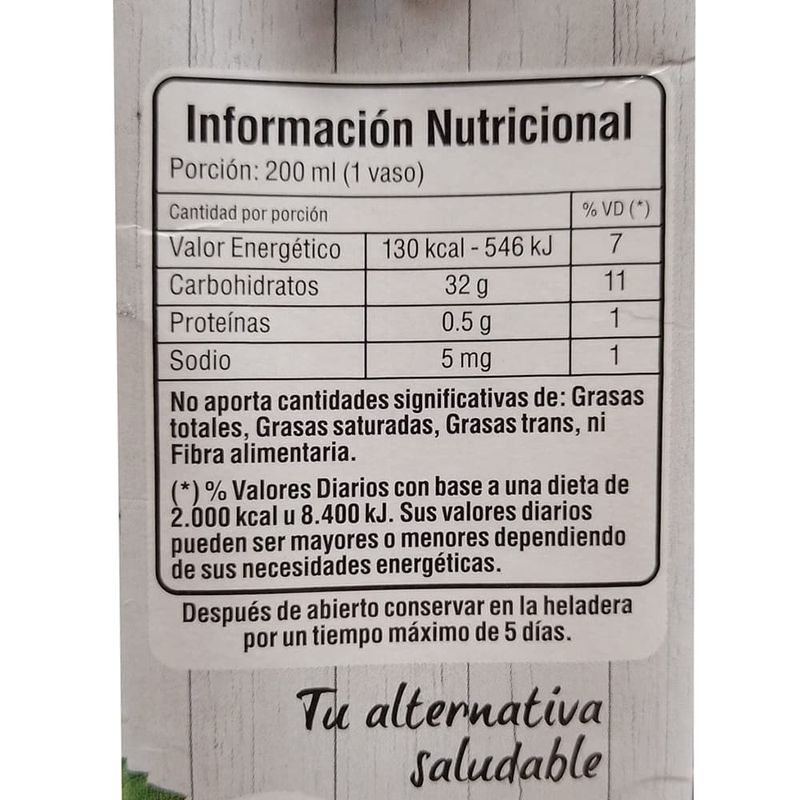 Información Nutricional
Porción: 200 ml (1 vaso)
Cantidad por porción % VD (*)
Valor Energético 130 kcal - 546 kJ 7
Carbohidratos 32 g 11
Proteínas 0.5 g 1
Sodio 5 mg 1
No aporta cantidades significativas de: Grasas
totales, Grasas saturadas, Grasas trans, ni
Fibra alimentaria.
(*) % Valores Diarios con base a una dieta de
2.000 kcal u 8.400 kJ. Sus valores diarios
pueden ser mayores o menores dependiendo
de sus necesidades energéticas.
Después de abierto conservar en la heladera
por un tiempo máximo de 5 días.
Tu alternativa
saludable